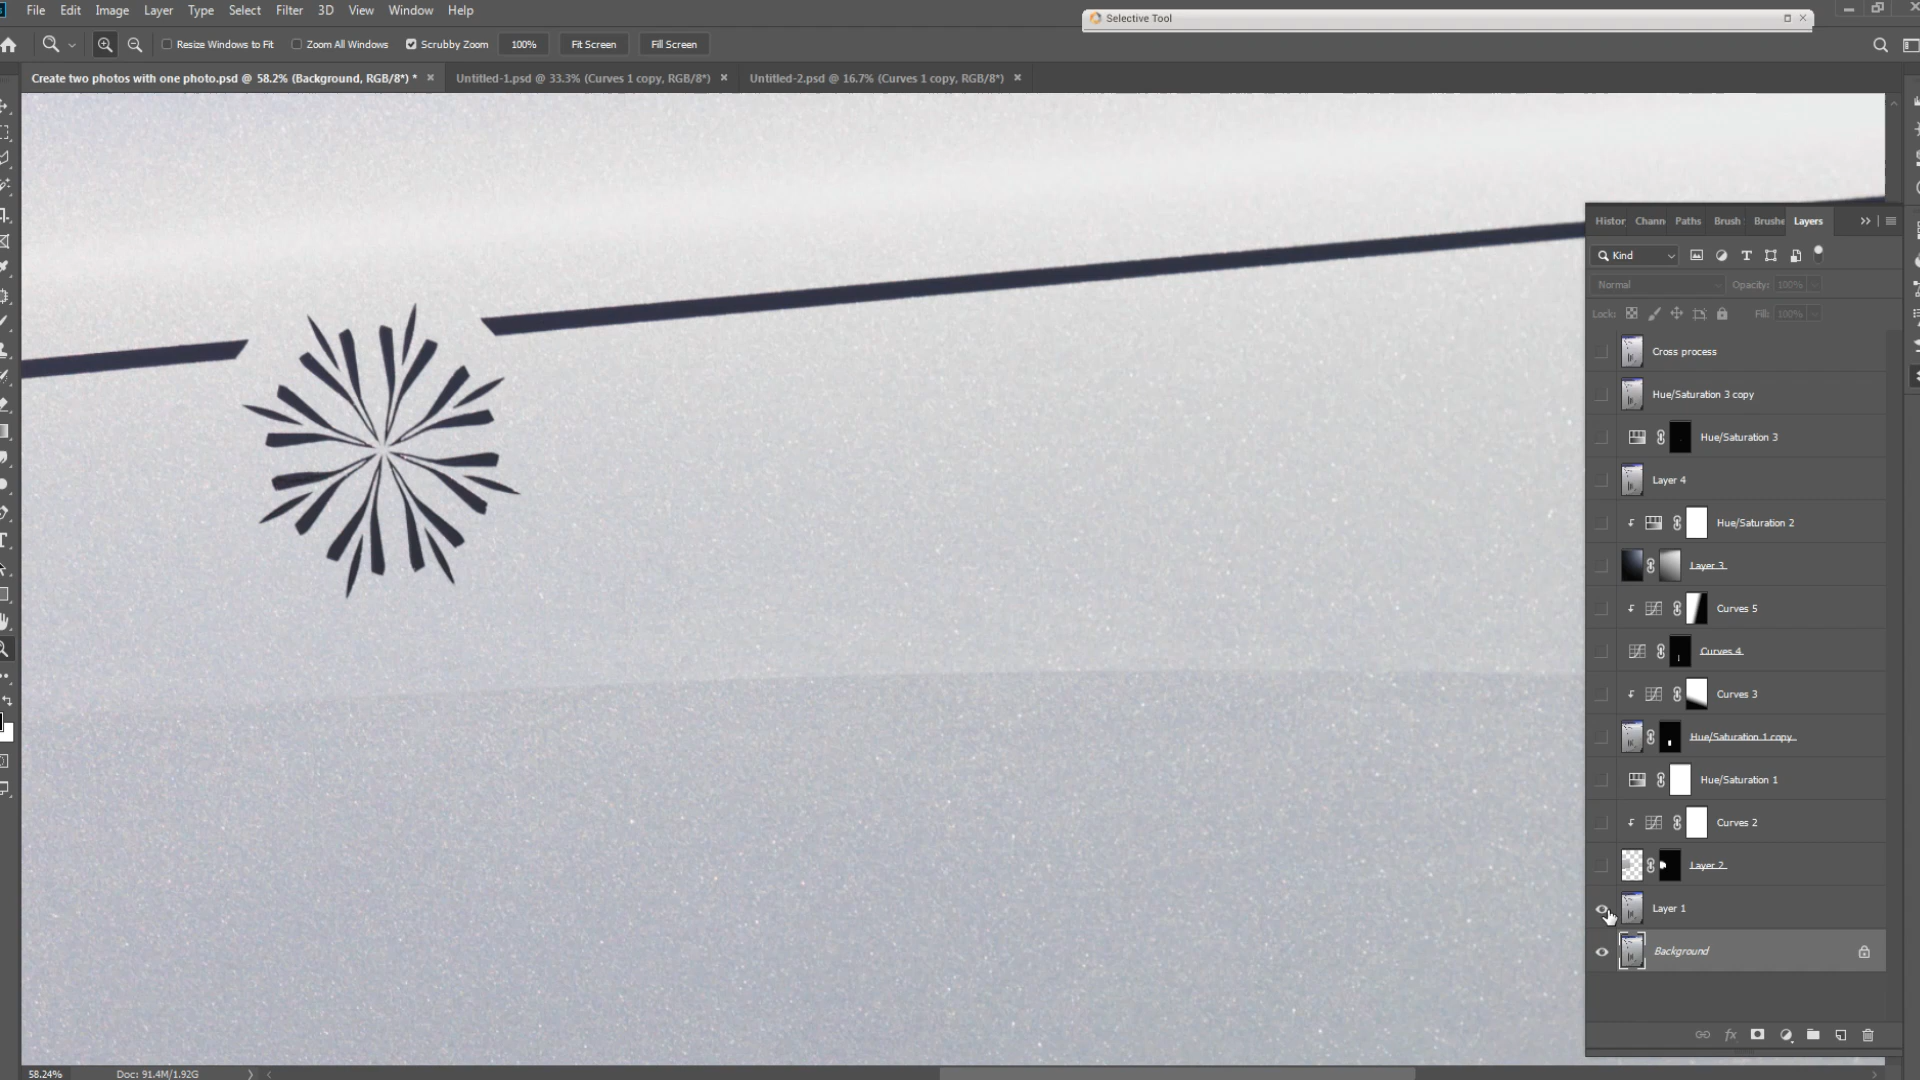 File Edit Image Layer Type Select Filter 3D View Window Help
Selective Tool
Resize Windows to Fit Zoom All Windows Scrubby Zoom 100% Fit Screen Fill Screen
Create two photos with one photo.psd @ 58.2% (Background, RGB/8*) * Untitled-1.psd @ 33.3% (Curves 1 copy, RGB/8*) Untitled-2.psd @ 16.7% (Curves 1 copy, RGB/8*)
Histor Chann Paths Brush Brushe Layers
Kind
Normal Opacity: 100%
Lock: Fill: 100%
Cross process
Hue/Saturation 3 copy
Hue/Saturation 3
Layer 4
Hue/Saturation 2
Layer 3
Curves 5
Curves 4
Curves 3
Hue/Saturation 1 copy
Hue/Saturation 1
Curves 2
Layer 2
Layer 1
Background
58.24% Doc: 91.4M/1.92G